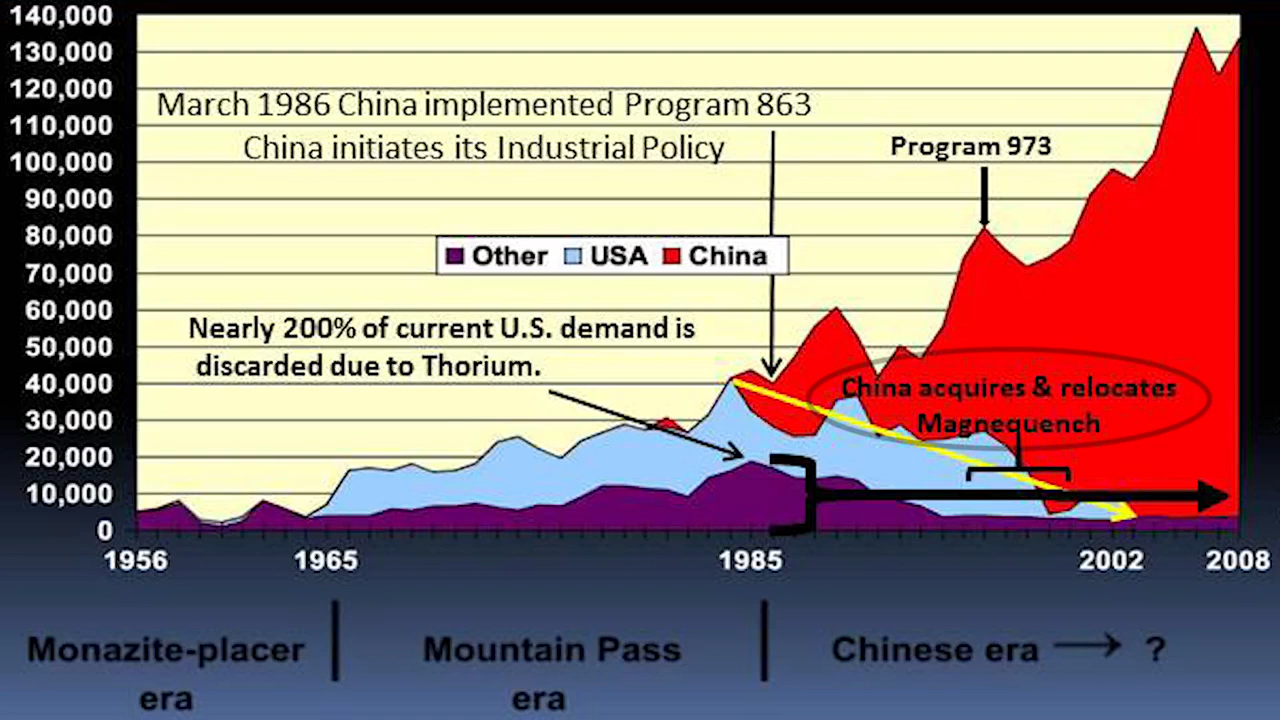 140,000
130,000
120,000
110,000
100,000
90,000
80,000
70,000
60,000
50,000
40,000
30,000
20,000
10,000
0
March 1986 China implemented Program 863
China initiates its Industrial Policy
Program 973
Other USA China
Nearly 200% of current U.S. demand is
discarded due to Thorium.
China acquires & relocates
Magnequench
1956 1965 1985 2002 2008
Monazite-placer
era
Mountain Pass
era
Chinese era → ?